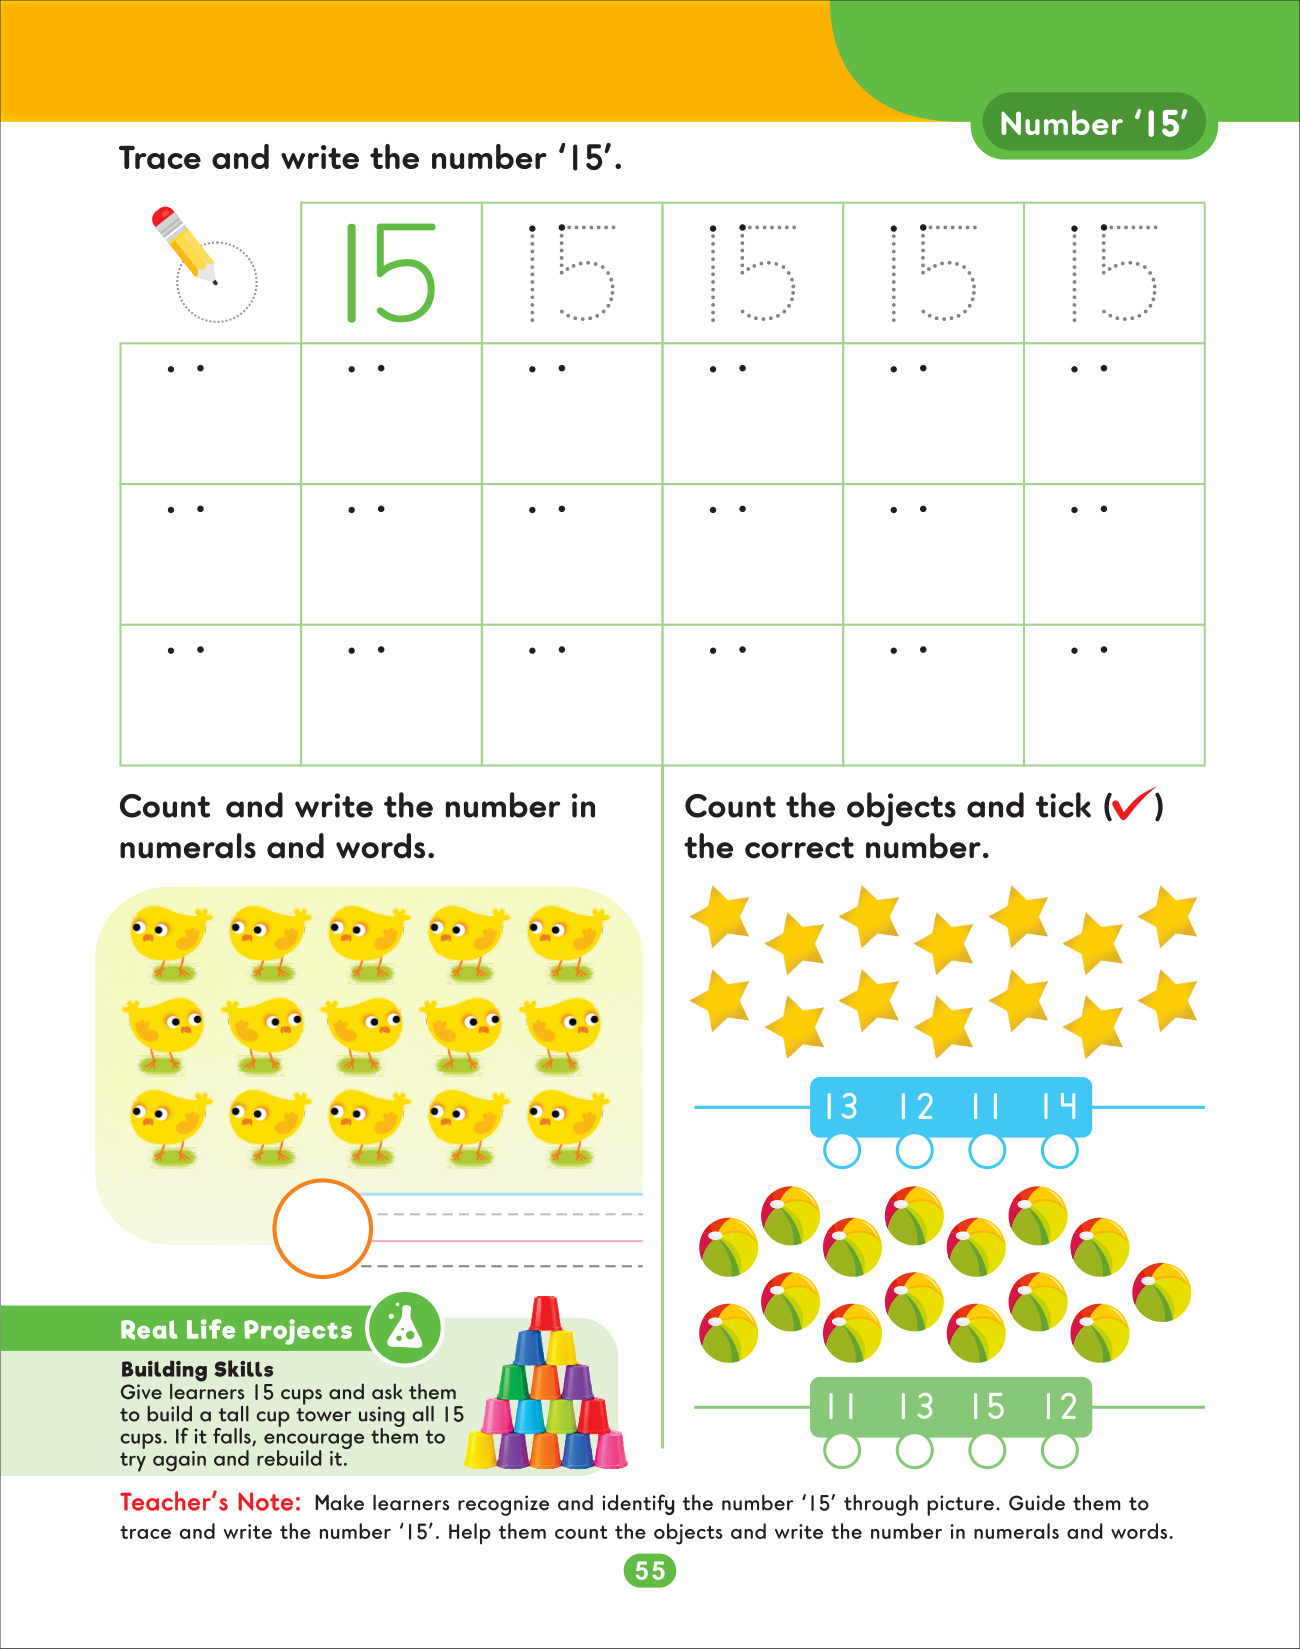 Number ‘15’
Trace and write the number ‘15’.
15 15 15 15 15
Count and write the number in
numerals and words.
Count the objects and tick (✓)
the correct number.
13 12 11 14
11 13 15 12
Real Life Projects
Building Skills
Give learners 15 cups and ask them
to build a tall cup tower using all 15
cups. If it falls, encourage them to
try again and rebuild it.
Teacher’s Note: Make learners recognize and identify the number ‘15’ through picture. Guide them to
trace and write the number ‘15’. Help them count the objects and write the number in numerals and words.
55